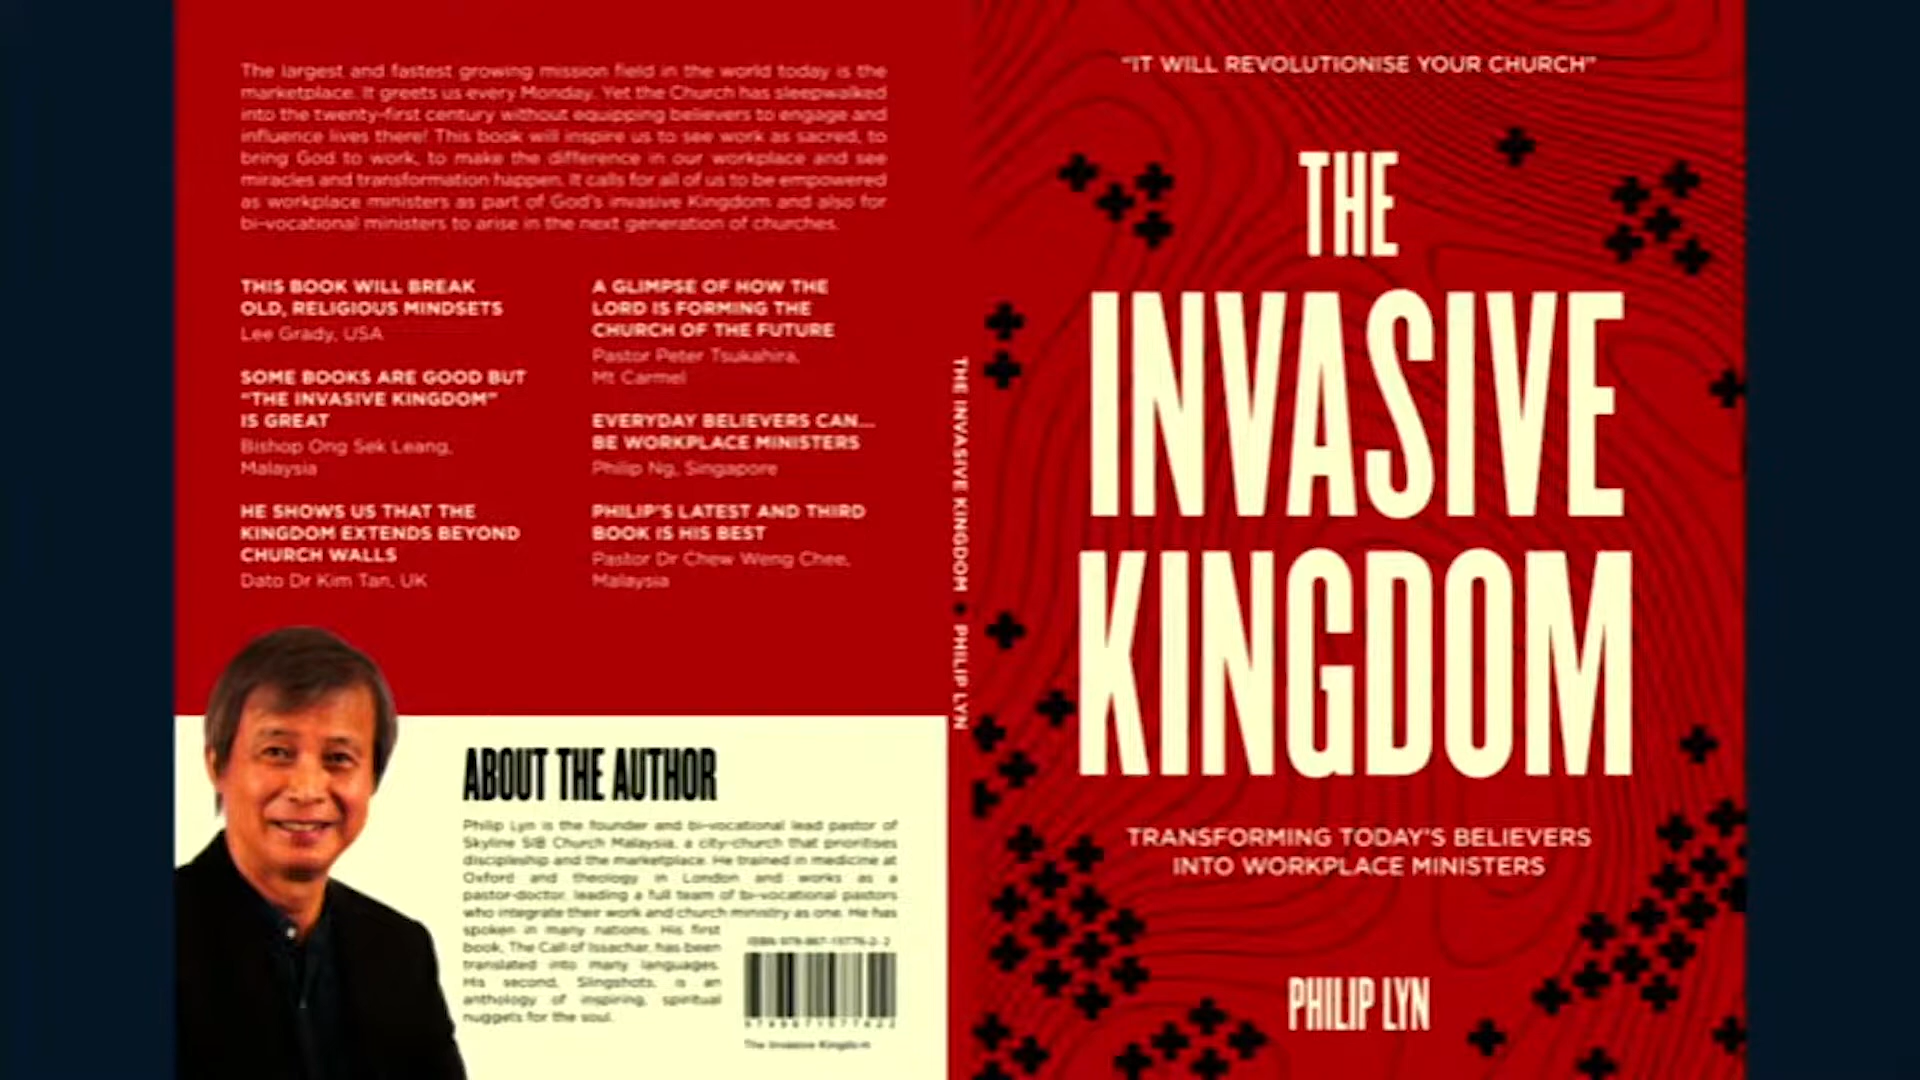 The largest and fastest growing mission field in the world today is the
marketplace. It greets us every Monday. Yet the Church has sleepwalked
into the twenty-first century without equipping believers to engage and
influence lives there! This book will inspire us to see work as sacred, to
bring God to work, to make the difference in our workplace and see
miracles and transformation happen. It calls for all of us to be empowered
as workplace ministers as part of God's invasive Kingdom and also for
bi-vocational ministers to arise in the next generation of churches.
THIS BOOK WILL BREAK
OLD, RELIGIOUS MINDSETS
Lee Grady, USA
SOME BOOKS ARE GOOD BUT
"THE INVASIVE KINGDOM"
IS GREAT
Bishop Ong Sek Leang,
Malaysia
HE SHOWS US THAT THE
KINGDOM EXTENDS BEYOND
CHURCH WALLS
Dato Dr Kim Tan, UK
A GLIMPSE OF HOW THE
LORD IS FORMING THE
CHURCH OF THE FUTURE
Pastor Peter Tsukahira,
Mt Carmel
EVERYDAY BELIEVERS CAN...
BE WORKPLACE MINISTERS
Philip Ng, Singapore
PHILIP'S LATEST AND THIRD
BOOK IS HIS BEST
Pastor Dr Chew Weng Chee,
Malaysia
ABOUT THE AUTHOR
Philip Lyn is the founder and bi-vocational lead pastor of
Skyline SIB Church Malaysia, a city-church that prioritises
discipleship and the marketplace. He trained in medicine at
Oxford and theology in London and works as a
pastor-doctor, leading a full team of bi-vocational pastors
who integrate their work and church ministry as one. He has
spoken in many nations. His first
book, The Call of Issachar, has been
translated into many languages.
His second, Slingshots, is an
anthology of inspiring, spiritual
nuggets for the soul.
The Invasive Kingdom
THE INVASIVE KINGDOM • PHILIP LYN
"IT WILL REVOLUTIONISE YOUR CHURCH"
THE
INVASIVE
KINGDOM
TRANSFORMING TODAY'S BELIEVERS
INTO WORKPLACE MINISTERS
PHILIP LYN